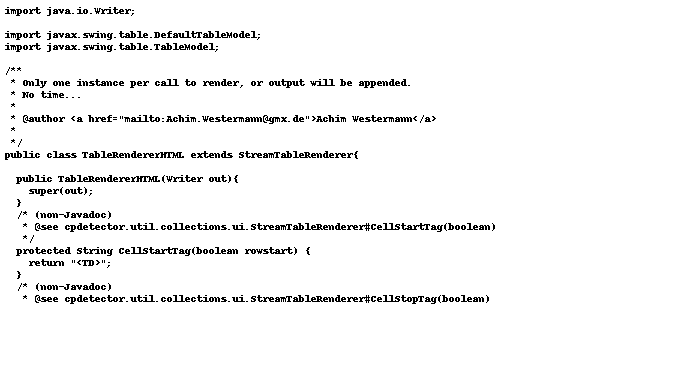 import java.io.Writer;

import javax.swing.table.DefaultTableModel;
import javax.swing.table.TableModel;

/**
 * Only one instance per call to render, or output will be appended.
 * No time...
 *
 * @author <a href="mailto:Achim.Westermann@gmx.de">Achim Westermann</a>
 *
 */
public class TableRendererHTML extends StreamTableRenderer{

  public TableRendererHTML(Writer out){
    super(out);
  }
  /* (non-Javadoc)
   * @see cpdetector.util.collections.ui.StreamTableRenderer#CellStartTag(boolean)
   */
  protected String CellStartTag(boolean rowstart) {
    return "<TD>";
  }
  /* (non-Javadoc)
   * @see cpdetector.util.collections.ui.StreamTableRenderer#CellStopTag(boolean)